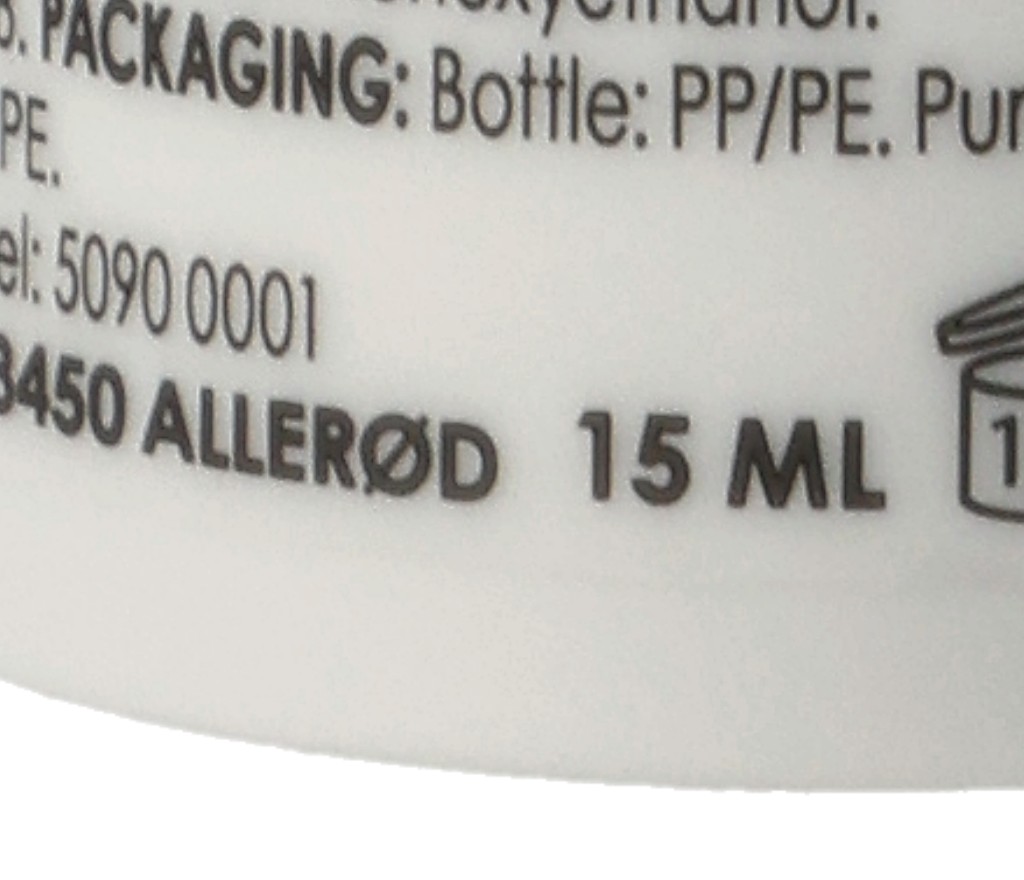 PACKAGING: Bottle: PP/PE.
PE.
5090 0001
3450 ALLERØD 15 ML